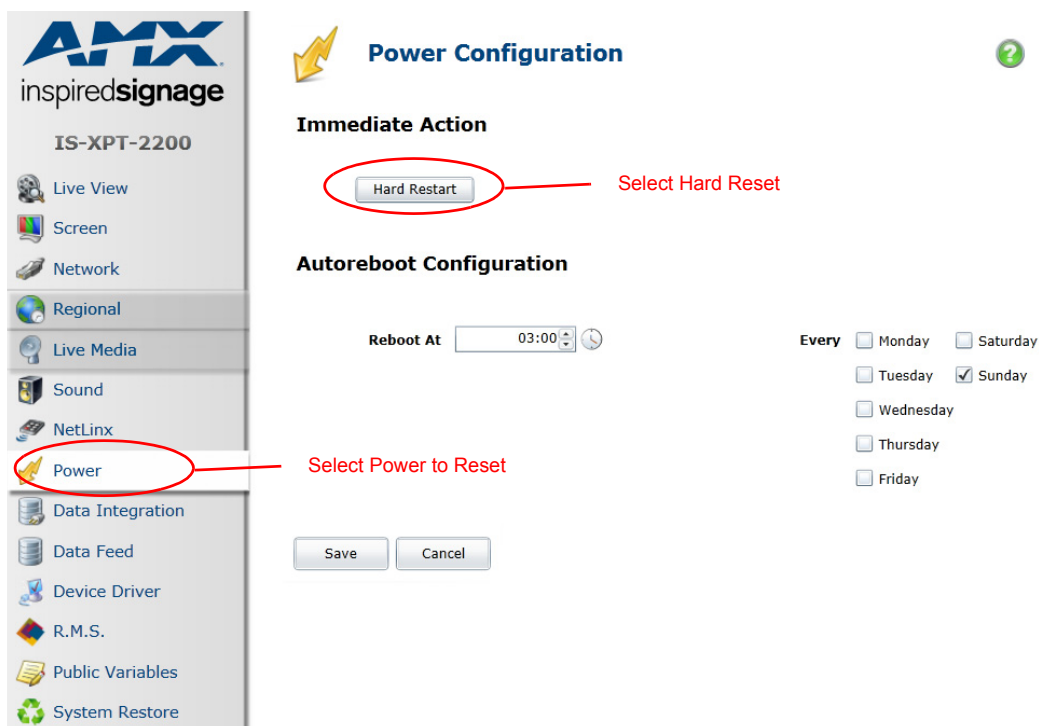 AMX
inspiredsignage
IS-XPT-2200
Live View
Screen
Network
Regional
Live Media
Sound
NetLinx
Power
Data Integration
Data Feed
Device Driver
R.M.S.
Public Variables
System Restore
Power Configuration
?
Immediate Action
Hard Restart
Select Hard Reset
Autoreboot Configuration
Reboot At 03:00
Every Monday Saturday
Tuesday Sunday
Wednesday
Thursday
Friday
Select Power to Reset
Save Cancel